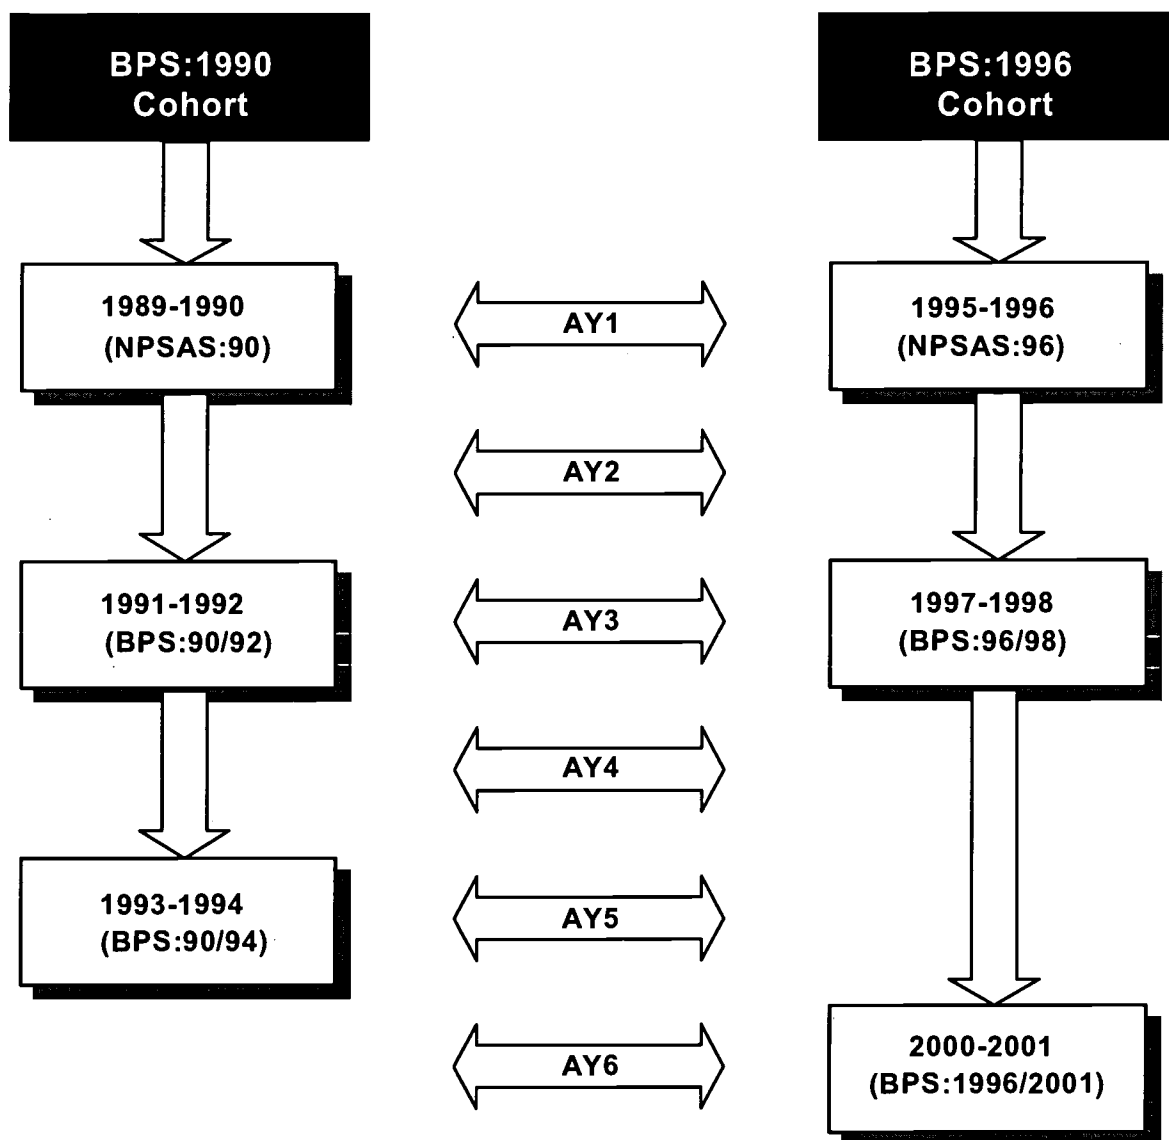 BPS:1990
Cohort
BPS:1996
Cohort
1989-1990
(NPSAS:90)
AY1
1995-1996
(NPSAS:96)
AY2
1991-1992
(BPS:90/92)
AY3
1997-1998
(BPS:96/98)
AY4
1993-1994
(BPS:90/94)
AY5
AY6
2000-2001
(BPS:1996/2001)